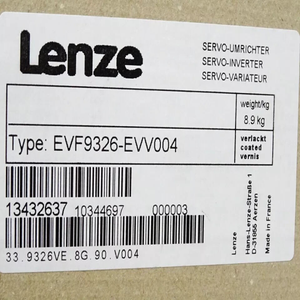 Lenze
SERVO-UMRICHTER
SERVO-INVERTER
SERVO-VARIATEUR
weight/kg
8.9 kg
Type: EVF9326-EVV004
verlackt
coated
vernis
13432637 10344697 000003
33.9326VE.8G.90.V004
Lenze
Hans-Lenze-Straße 1
D-31855 Aerzen
Made in France